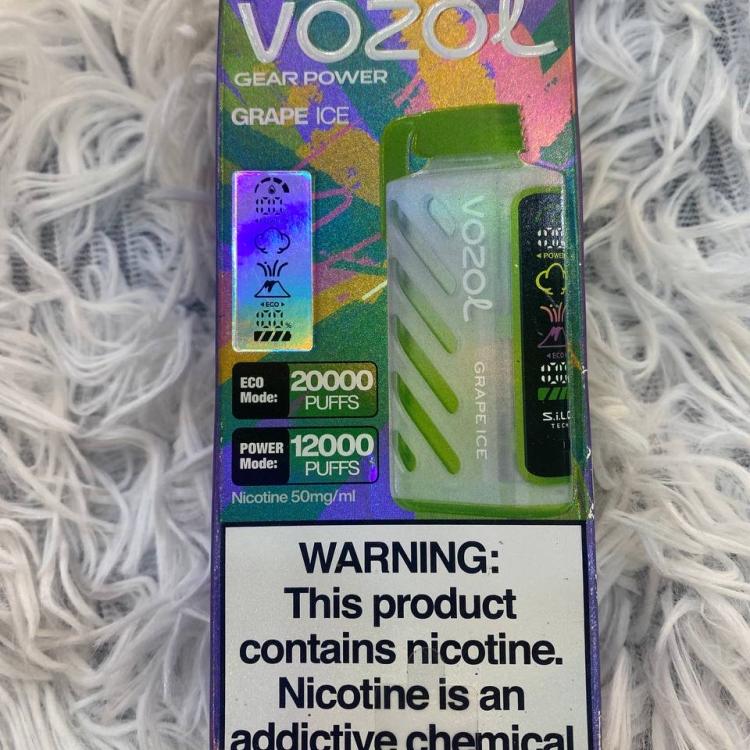 VOZOL
GEAR POWER
GRAPE ICE
ECO
ECO Mode:
20000
PUFFS
POWER Mode:
12000
PUFFS
Nicotine 50mg/ml
VOZOL
GRAPE ICE
POWER
ECO
WARNING:
This product
contains nicotine.
Nicotine is an
addictive chemical